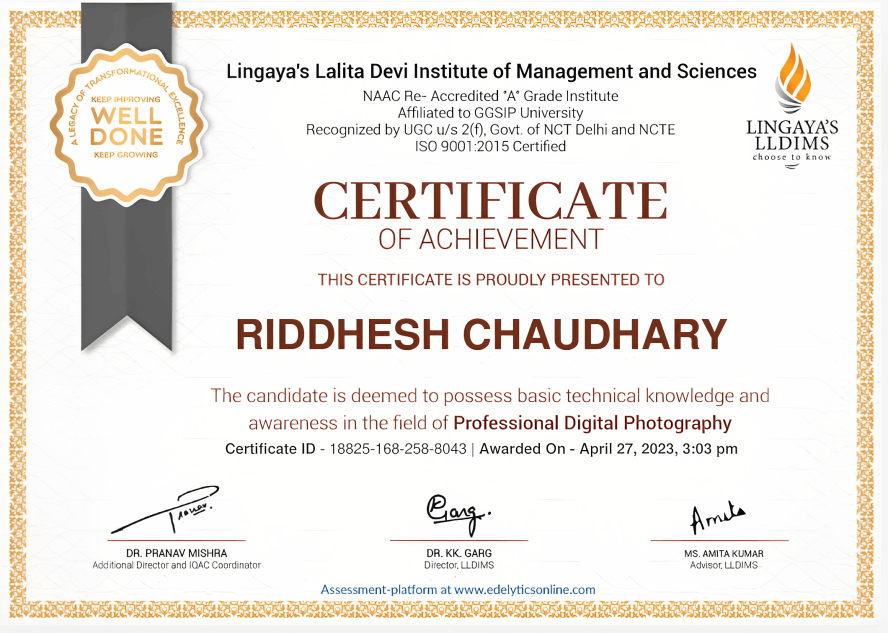 A LEGACY OF TRANSFORMATIONAL EXCELLENCE
KEEP IMPROVING
WELL
DONE
KEEP GROWING
Lingaya's Lalita Devi Institute of Management and Sciences
NAAC Re- Accredited "A" Grade Institute
Affiliated to GGSIP University
Recognized by UGC u/s 2(f), Govt. of NCT Delhi and NCTE
ISO 9001:2015 Certified
LINGAYA'S
LLDIMS
choose to know
CERTIFICATE
OF ACHIEVEMENT
THIS CERTIFICATE IS PROUDLY PRESENTED TO
RIDDHESH CHAUDHARY
The candidate is deemed to possess basic technical knowledge and
awareness in the field of Professional Digital Photography
Certificate ID - 18825-168-258-8043 | Awarded On - April 27, 2023, 3:03 pm
Pranav.
KGarg.
Amita
DR. PRANAV MISHRA
Additional Director and IQAC Coordinator
DR. KK. GARG
Director, LLDIMS
MS. AMITA KUMAR
Advisor, LLDIMS
Assessment-platform at www.edelyticsonline.com